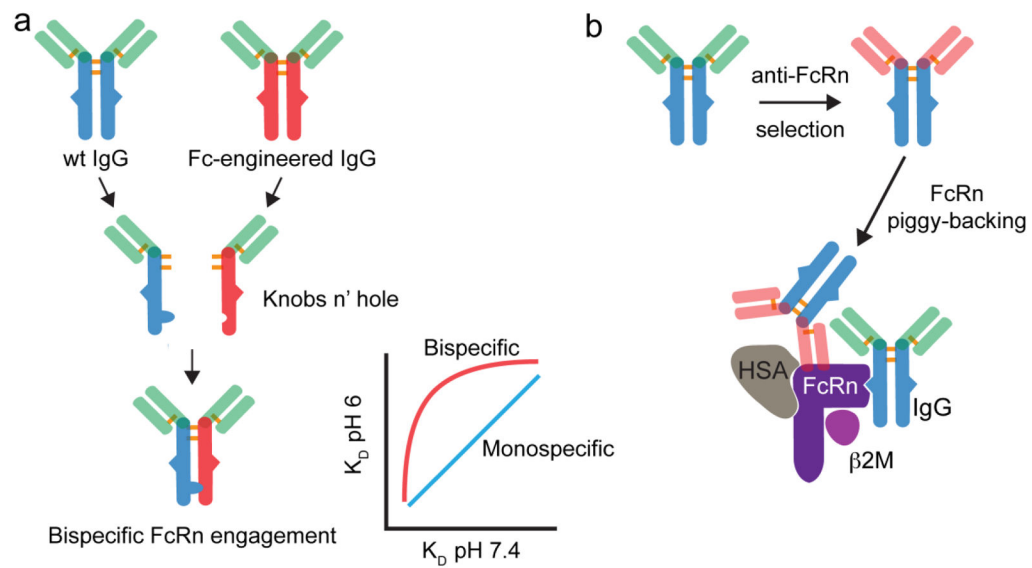 a
wt IgG
Fc-engineered IgG
Knobs n’ hole
Bispecific FcRn engagement
Bispecific
Monospecific
K_D pH 6
K_D pH 7.4
b
anti-FcRn
selection
FcRn
piggy-backing
HSA
FcRn
IgG
β2M